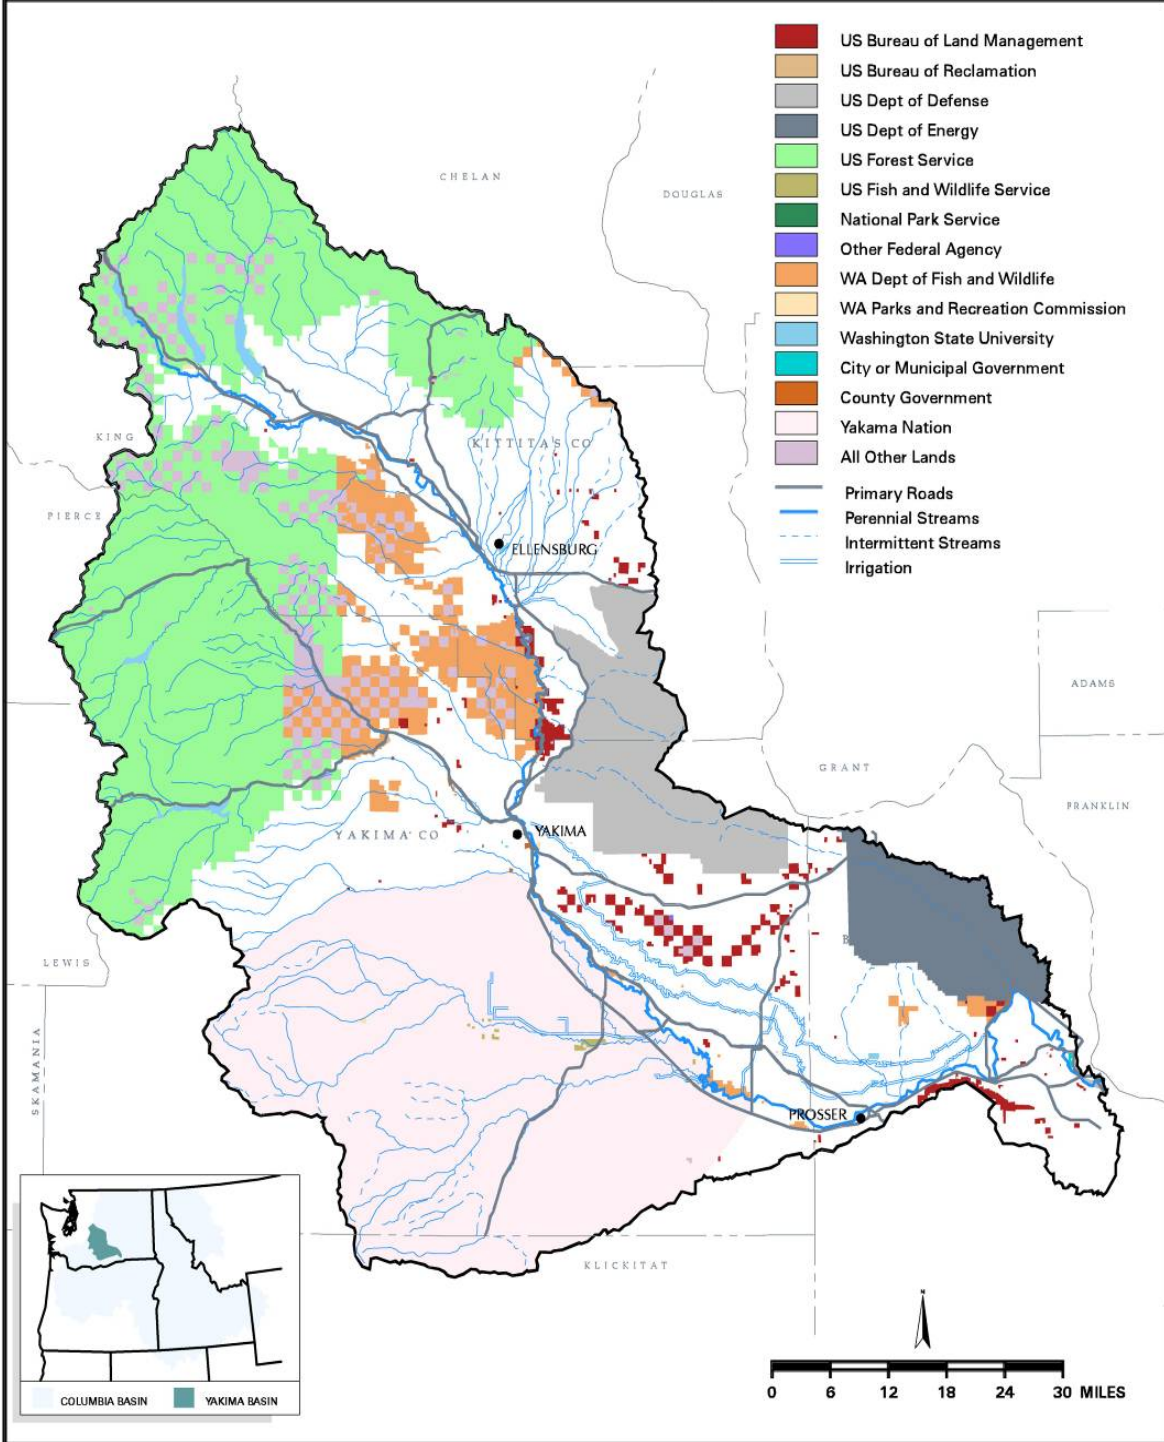 US Bureau of Land Management
US Bureau of Reclamation
US Dept of Defense
US Dept of Energy
US Forest Service
US Fish and Wildlife Service
National Park Service
Other Federal Agency
WA Dept of Fish and Wildlife
WA Parks and Recreation Commission
Washington State University
City or Municipal Government
County Government
Yakama Nation
All Other Lands
Primary Roads
Perennial Streams
Intermittent Streams
Irrigation
CHELAN
DOUGLAS
KING
KITTITAS CO
PIERCE
ELLENSBURG
ADAMS
GRANT
FRANKLIN
YAKIMA CO
YAKIMA
B
LEWIS
SKAMANIA
PROSSER
KLICKITAT
N
0 6 12 18 24 30 MILES
COLUMBIA BASIN
YAKIMA BASIN